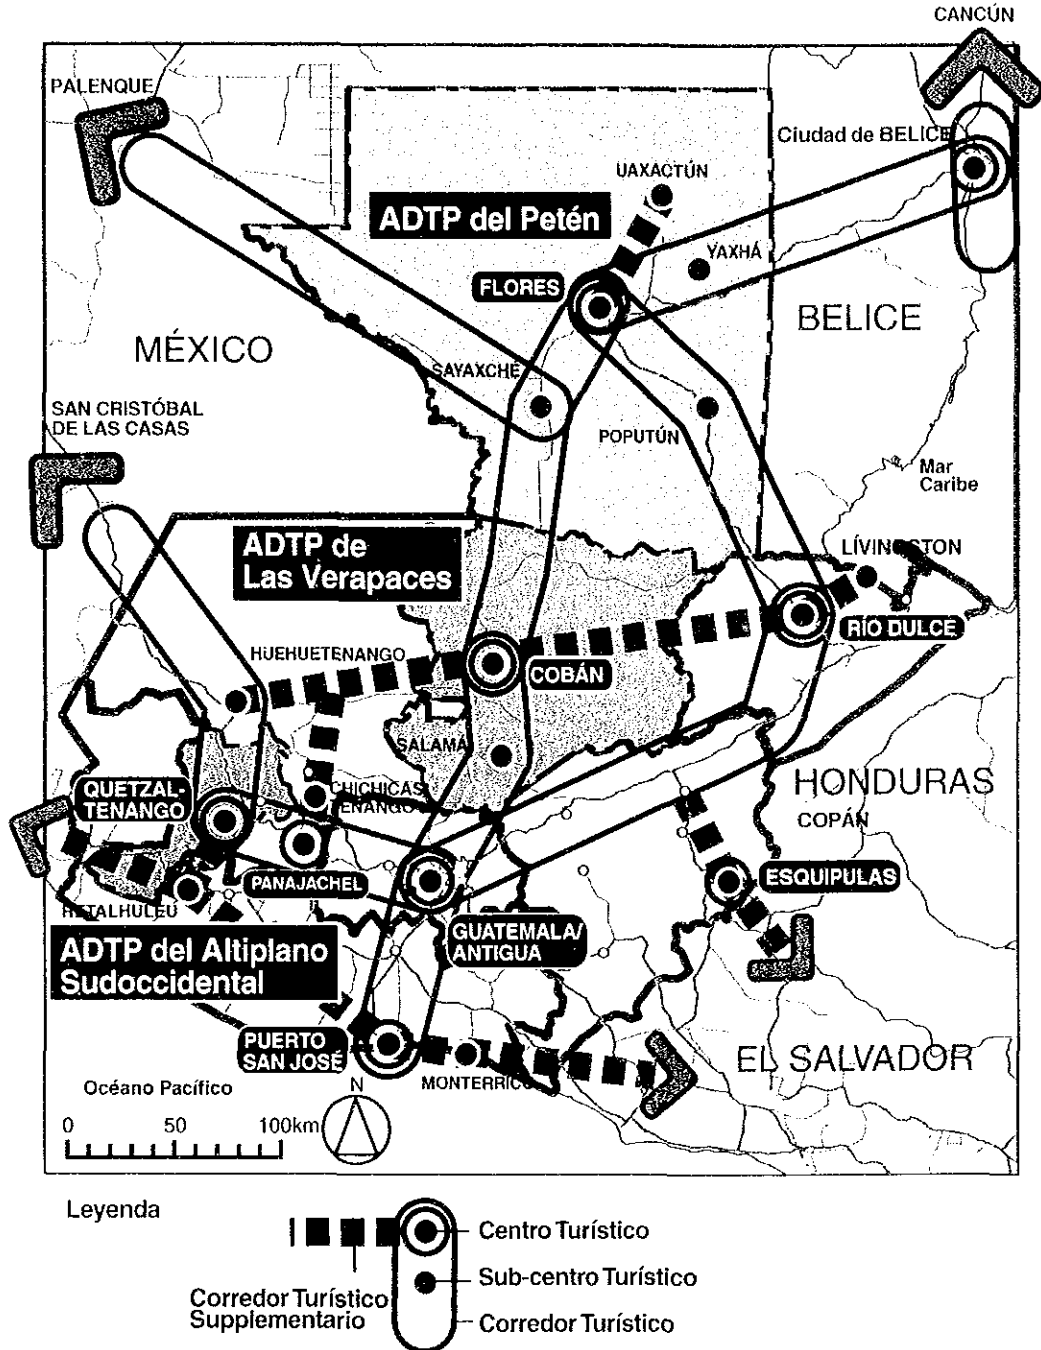 CANCÚN
PALENQUE
Ciudad de BELICE
UAXACTÚN
ADTP del Petén
YAXHÁ
FLORES
BELICE
MÉXICO
SAYAXCHÉ
SAN CRISTÓBAL
DE LAS CASAS
POPUTÚN
Mar
Caribe
ADTP de
Las Verapaces
LÍVINGSTON
RÍO DULCE
HUEHUETENANGO
COBÁN
SALAMÁ
QUETZAL-
TENANGO
CHICHICAS
TENANGO
HONDURAS
COPÁN
PANAJACHEL
ESQUIPULAS
RETALHULEU
GUATEMALA/
ANTIGUA
ADTP del Altiplano
Sudoccidental
PUERTO
SAN JOSÉ
MONTERRICO
EL SALVADOR
Océano Pacífico
N
0 50 100km
Leyenda
Centro Turístico
Sub-centro Turístico
Corredor Turístico
Supplementario
Corredor Turístico